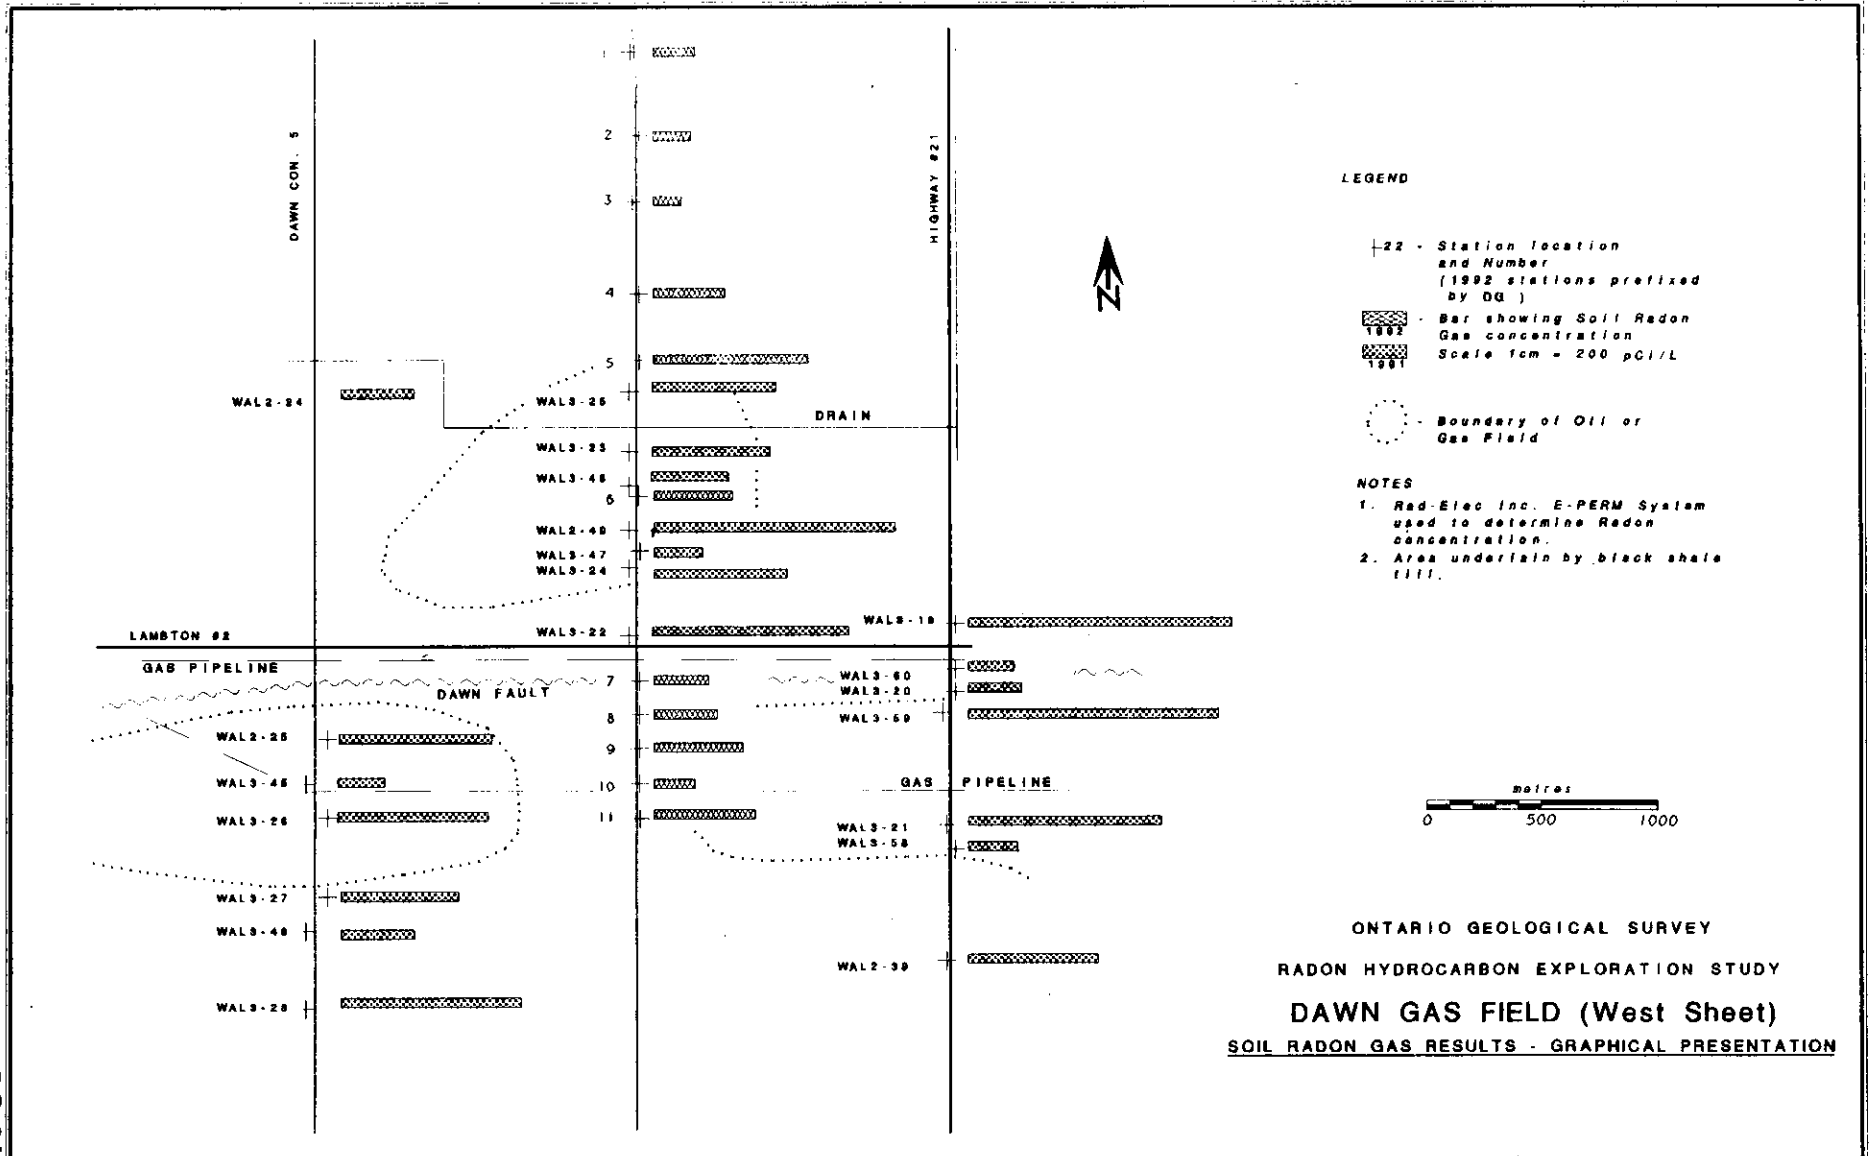 1
2
3
4
5
DAWN CON. 5
HIGHWAY #21
WAL2-24
WAL3-25
DRAIN
WAL3-23
WAL3-46
6
WAL2-40
WAL3-47
WAL3-24
WAL3-22
LAMBTON #2
GAS PIPELINE
DAWN FAULT
7
8
9
10
11
WAL3-19
WAL3-60
WAL3-20
WAL3-59
GAS PIPELINE
WAL3-21
WAL3-58
WAL2-39
WAL2-25
WAL3-45
WAL3-26
WAL3-27
WAL3-28
LEGEND
22 - Station location
and Number
(1992 stations prefixed
by DG )
- Bar showing Soil Radon
1992
Gas concentration
Scale 1cm = 200 pCi/L
1991
- Boundary of Oil or
Gas Field
NOTES
1. Rad-Elec Inc. E-PERM System
used to determine Radon
concentration.
2. Area underlain by black shale
till.
N
metres
0 500 1000
ONTARIO GEOLOGICAL SURVEY
RADON HYDROCARBON EXPLORATION STUDY
DAWN GAS FIELD (West Sheet)
SOIL RADON GAS RESULTS - GRAPHICAL PRESENTATION